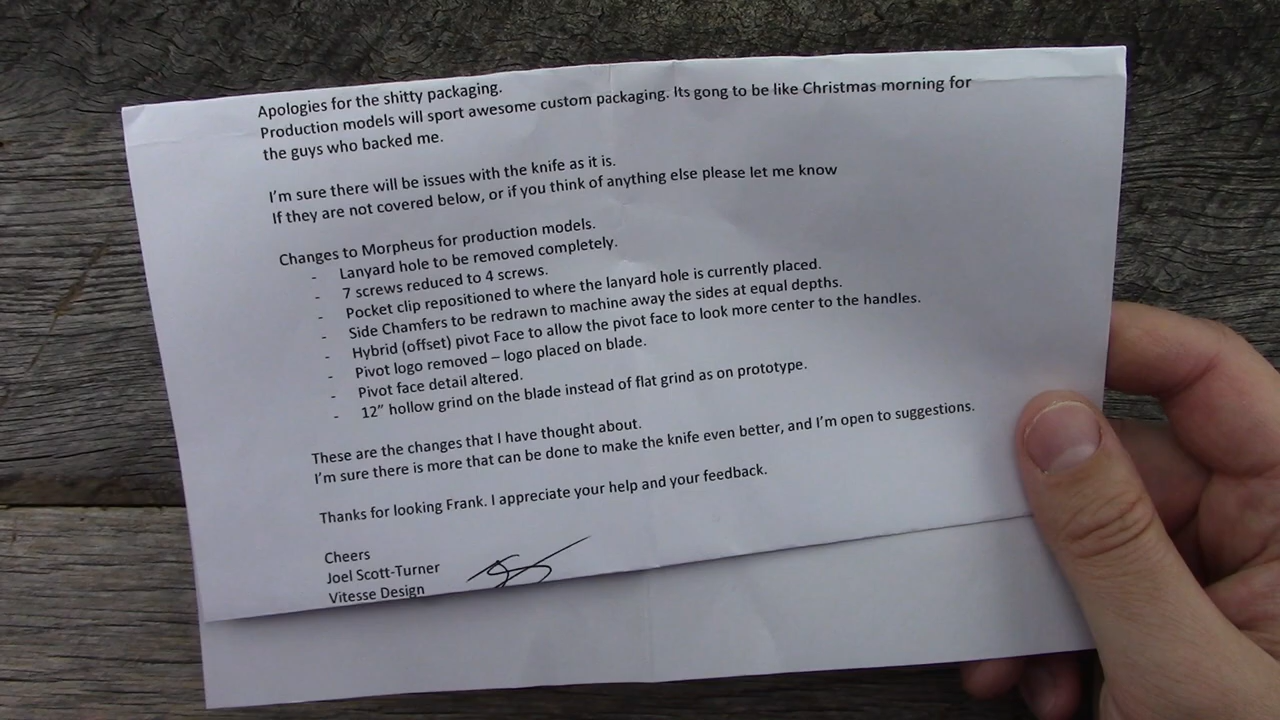 Apologies for the shitty packaging.
Production models will sport awesome custom packaging. Its gong to be like Christmas morning for
the guys who backed me.
I'm sure there will be issues with the knife as it is.
If they are not covered below, or if you think of anything else please let me know
Changes to Morpheus for production models.
- Lanyard hole to be removed completely.
- 7 screws reduced to 4 screws.
- Pocket clip repositioned to where the lanyard hole is currently placed.
- Side Chamfers to be redrawn to machine away the sides at equal depths.
- Hybrid (offset) pivot Face to allow the pivot face to look more center to the handles.
- Pivot logo removed – logo placed on blade.
- Pivot face detail altered.
- 12" hollow grind on the blade instead of flat grind as on prototype.
These are the changes that I have thought about.
I'm sure there is more that can be done to make the knife even better, and I'm open to suggestions.
Thanks for looking Frank. I appreciate your help and your feedback.
Cheers
Joel Scott-Turner
Vitesse Design